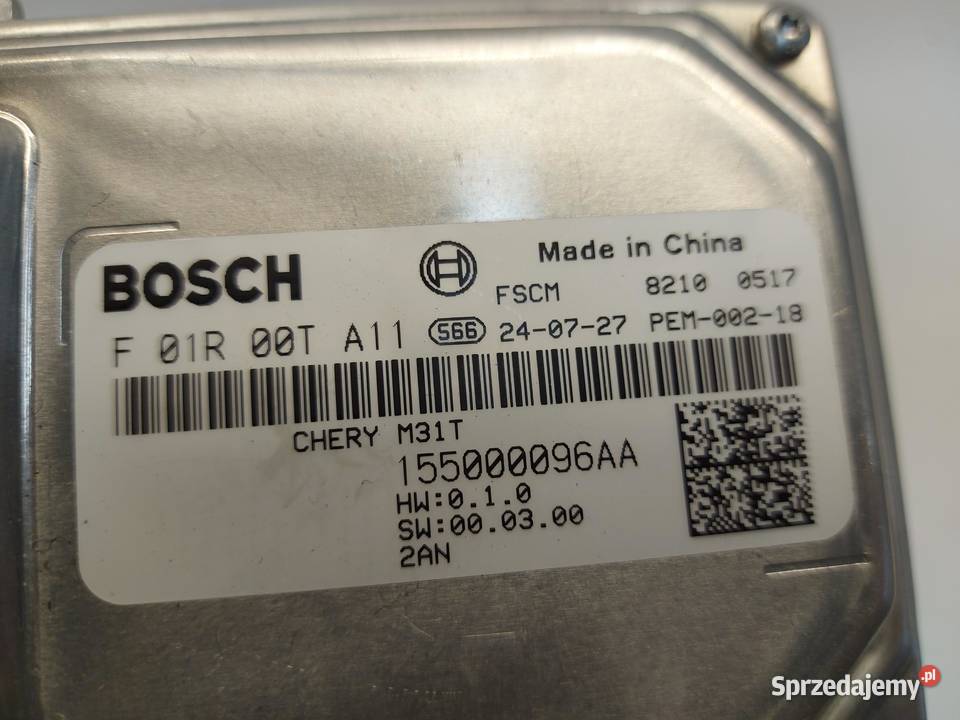 Made in China
BOSCH
FSCM 8210 0517
F 01R 00T A11 566 24-07-27 PEM-002-18
CHERY M31T
155000096AA
HW:0.1.0
SW:00.03.00
2AN
Sprzedajemy.pl